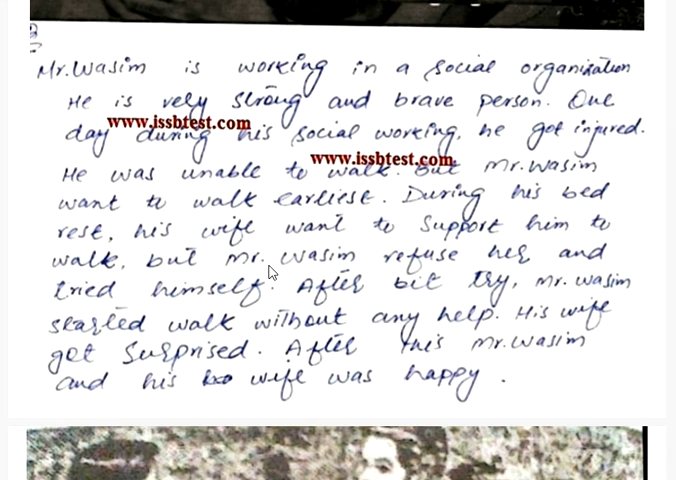 Mr. Wasim is working in a social organization
He is very strong and brave person. One
www.issbtest.com
day during his social working, he got injured.
www.issbtest.com
He was unable to walk. But Mr. Wasim
want to walk earliest. During his bed
rest, his wife want to support him to
walk, but Mr. Wasim refuse her and
tried himself. After bit try, Mr. Wasim
started walk without any help. His wife
got surprised. After this Mr. Wasim
and his wife was happy.